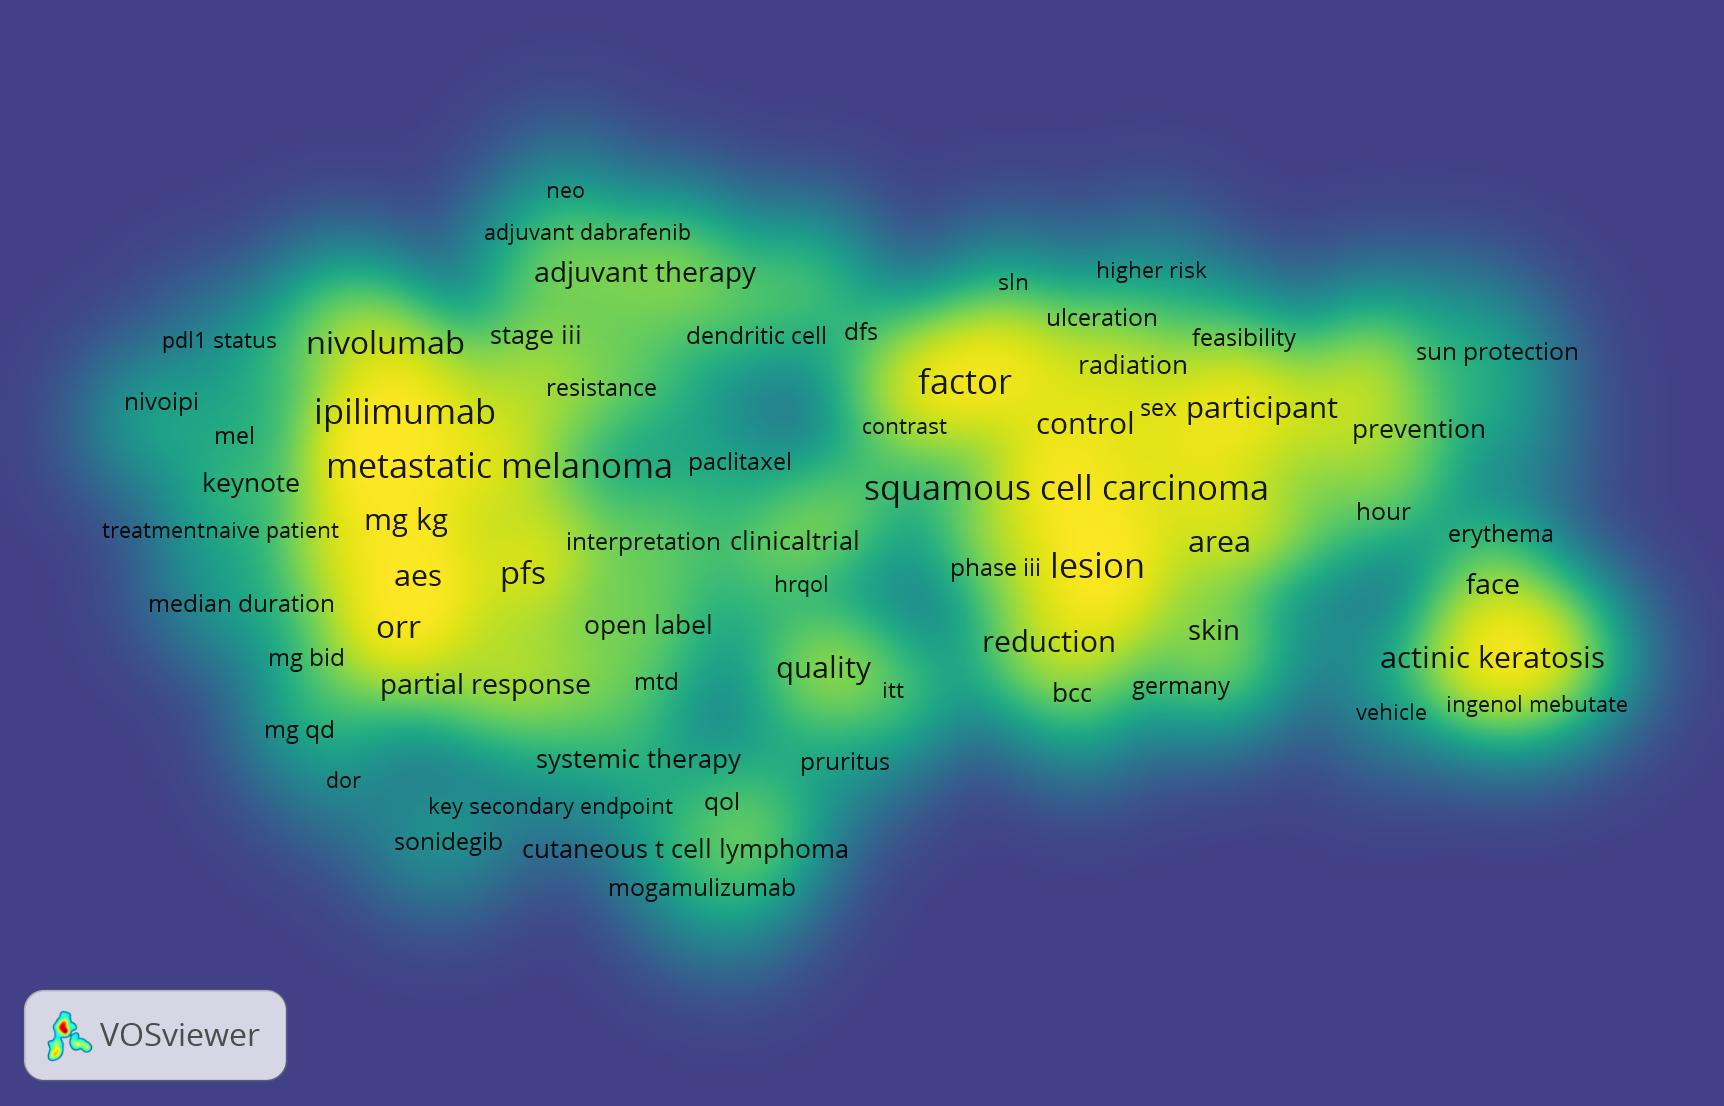 neo
adjuvant dabrafenib
adjuvant therapy
sln
higher risk
ulceration
pdl1 status
nivolumab
stage iii
dendritic cell
dfs
feasibility
sun protection
radiation
factor
resistance
nivoipi
ipilimumab
contrast
control
sex
participant
prevention
mel
metastatic melanoma
paclitaxel
keynote
squamous cell carcinoma
mg kg
hour
treatmentnaive patient
interpretation
clinicaltrial
area
erythema
aes
pfs
hrqol
phase iii
lesion
face
median duration
orr
open label
reduction
skin
mg bid
quality
actinic keratosis
partial response
mtd
itt
bcc
germany
vehicle
ingenol mebutate
mg qd
systemic therapy
pruritus
dor
key secondary endpoint
qol
sonidegib
cutaneous t cell lymphoma
mogamulizumab
VOSviewer